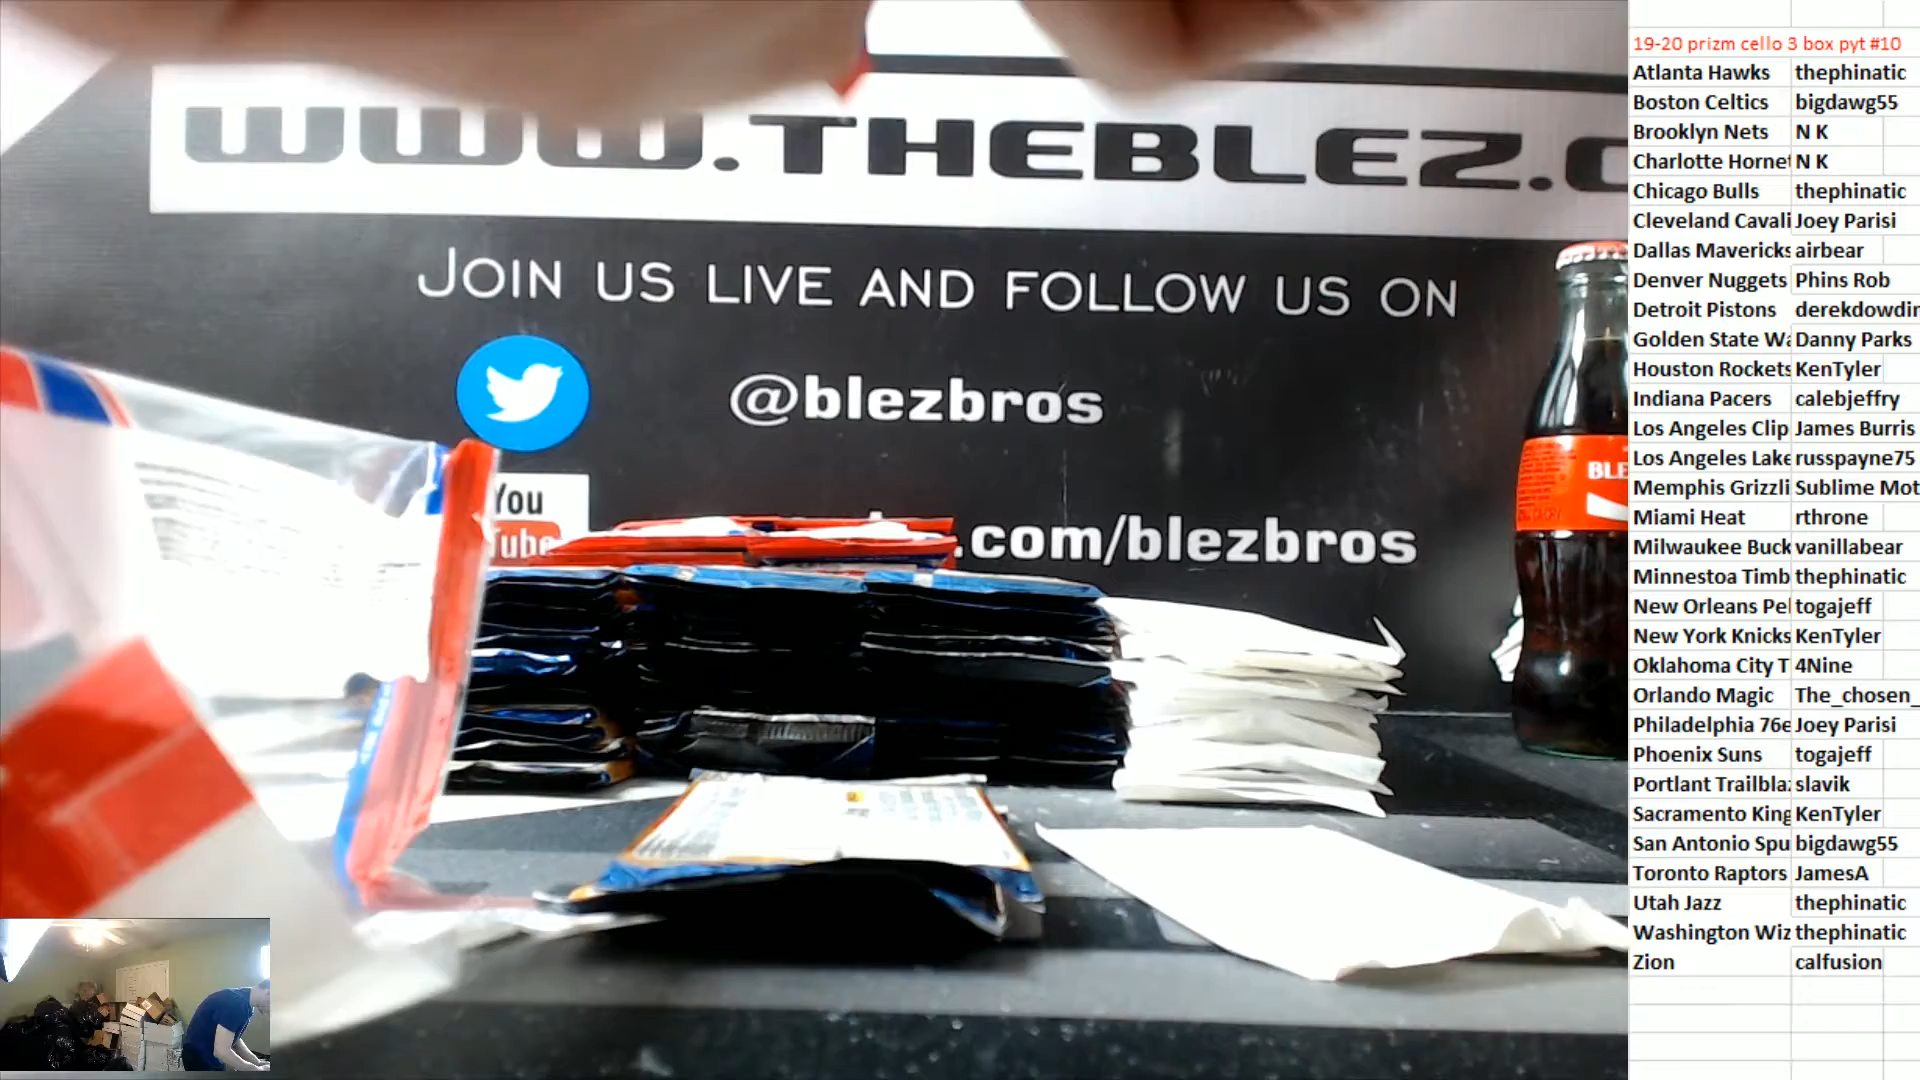 WWW.THEBLEZ.C
JOIN US LIVE AND FOLLOW US ON
@blezbros
You
Tube
.com/blezbros
BLE
19-20 prizm cello 3 box pyt #10
Atlanta Hawks thephinatic
Boston Celtics bigdawg55
Brooklyn Nets N K
Charlotte Hornet N K
Chicago Bulls thephinatic
Cleveland Cavali Joey Parisi
Dallas Mavericks airbear
Denver Nuggets Phins Rob
Detroit Pistons derekdowdin
Golden State Wa Danny Parks
Houston Rockets KenTyler
Indiana Pacers calebjeffry
Los Angeles Clip James Burris
Los Angeles Lake russpayne75
Memphis Grizzli Sublime Mot
Miami Heat rthrone
Milwaukee Buck vanillabear
Minnestoa Timb thephinatic
New Orleans Pel togajeff
New York Knicks KenTyler
Oklahoma City T 4Nine
Orlando Magic The_chosen_
Philadelphia 76e Joey Parisi
Phoenix Suns togajeff
Portlant Trailbla slavik
Sacramento King KenTyler
San Antonio Spu bigdawg55
Toronto Raptors JamesA
Utah Jazz thephinatic
Washington Wiz thephinatic
Zion calfusion